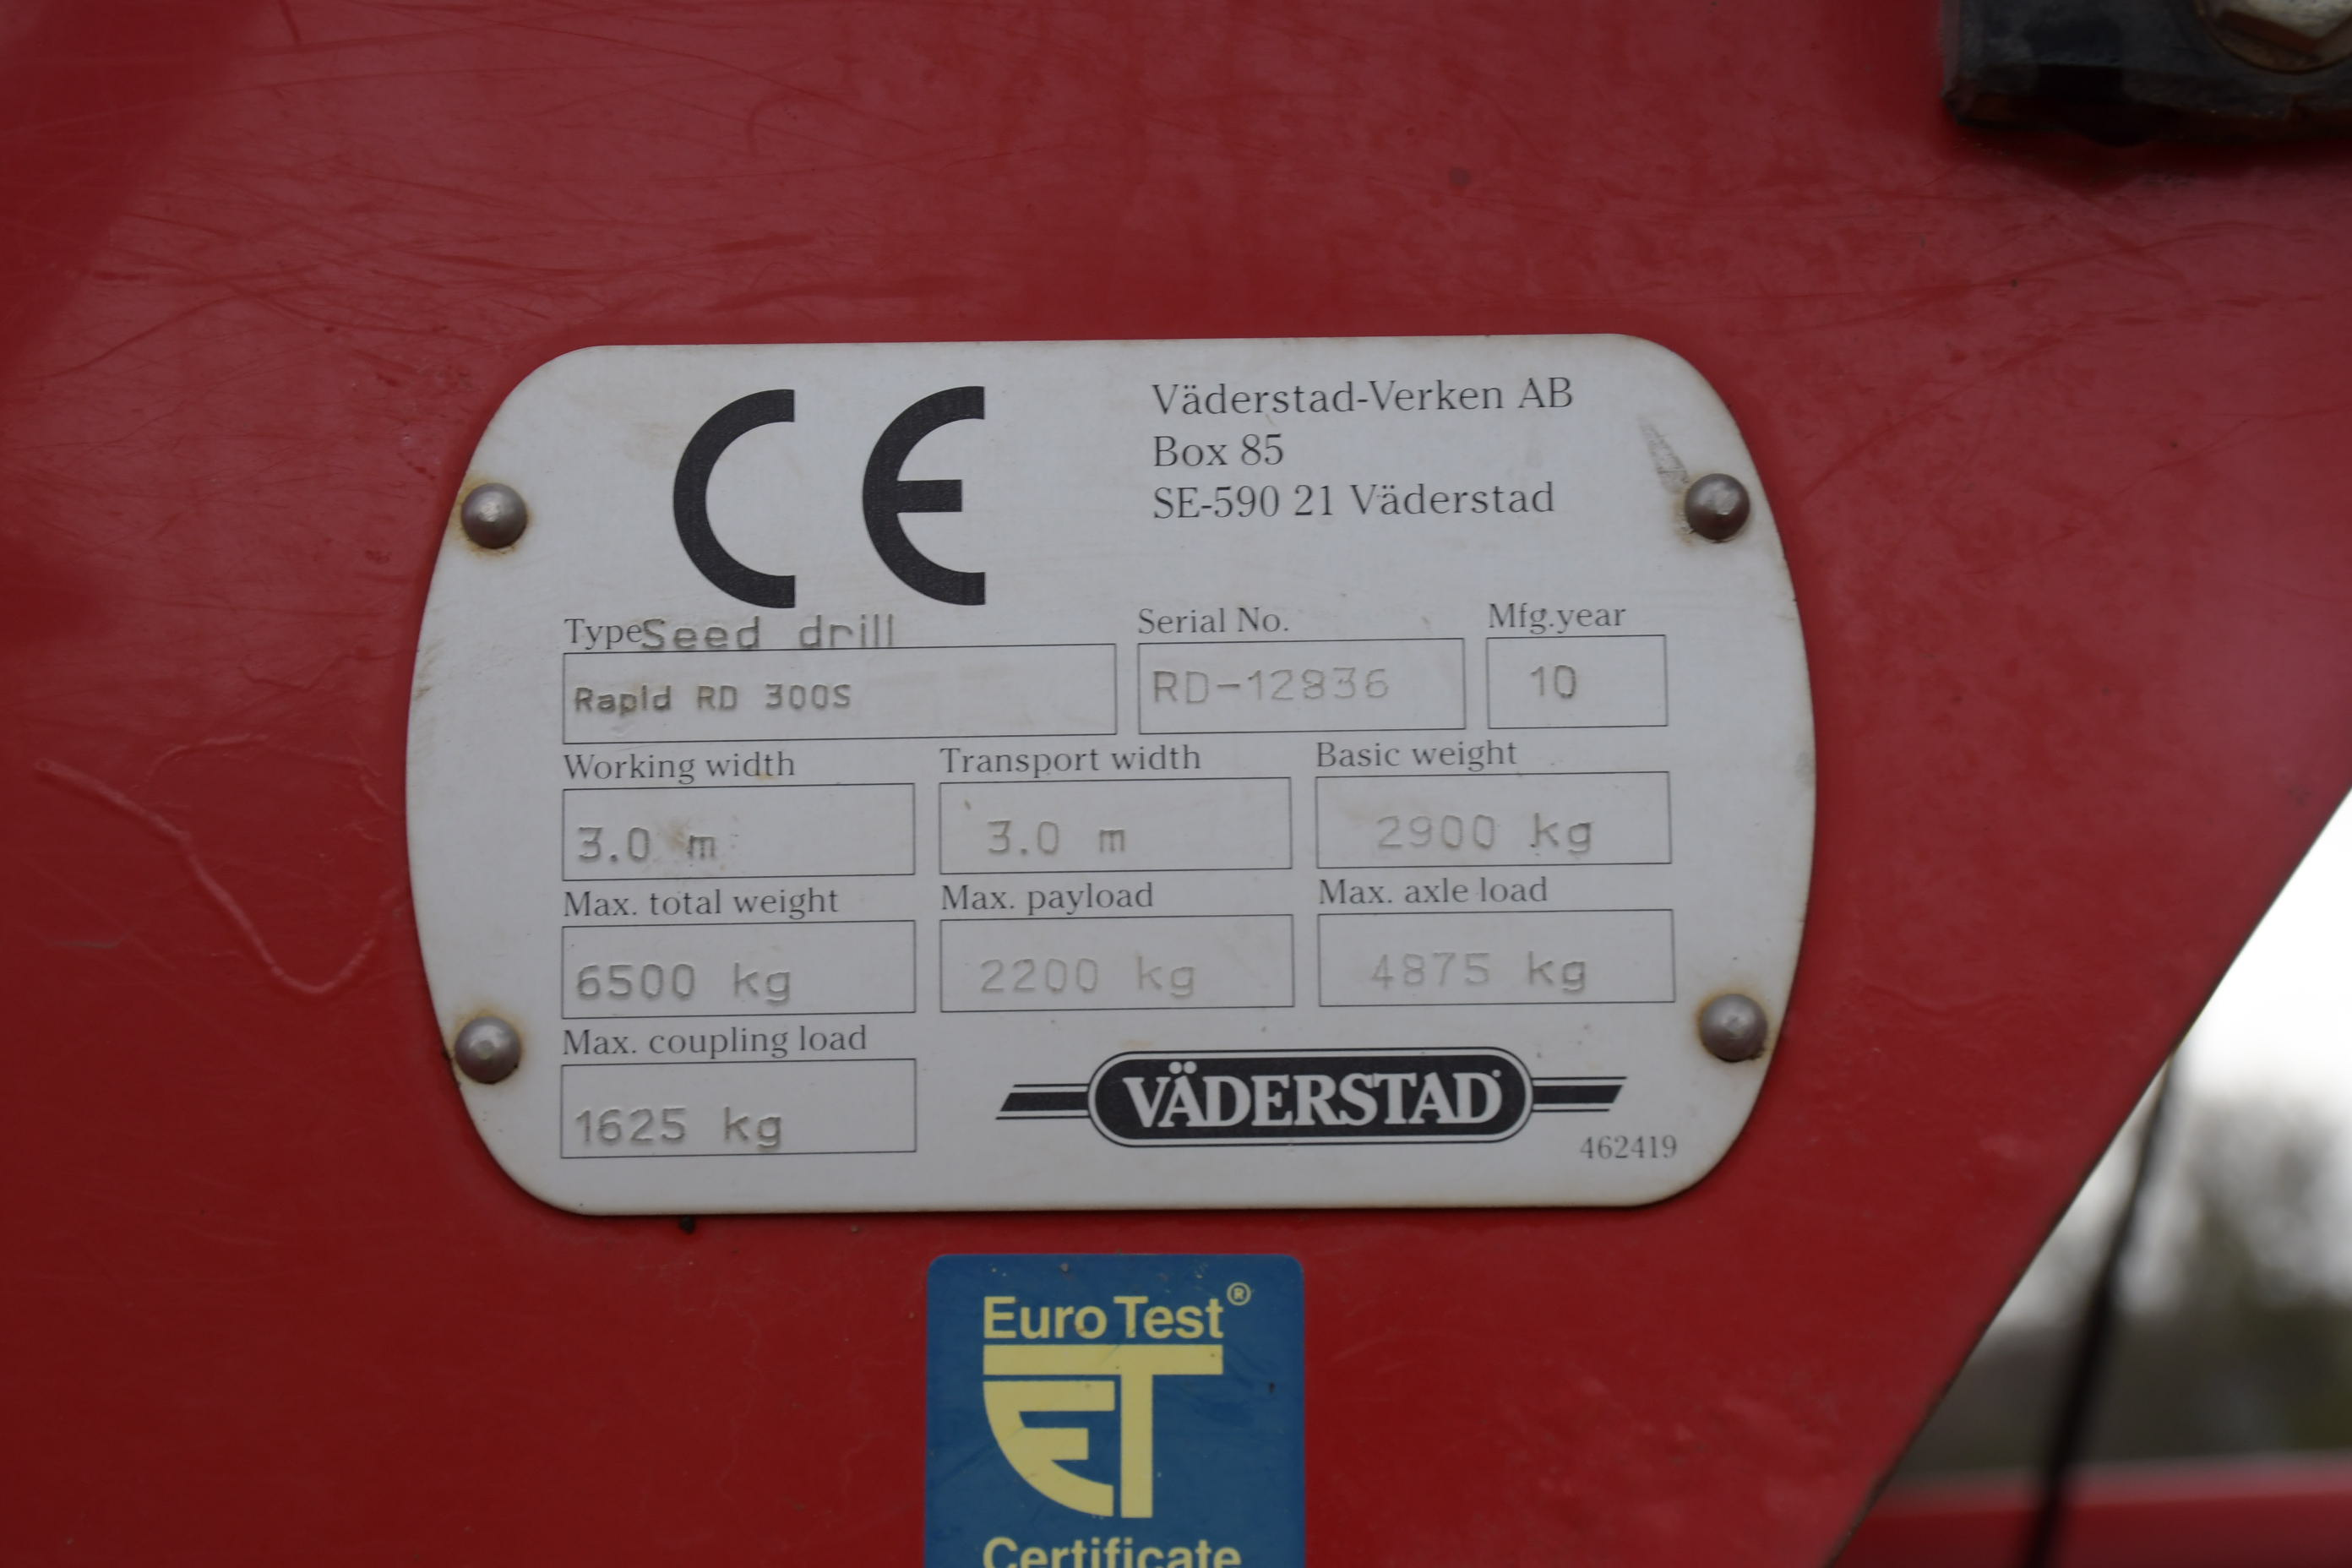 CE
Väderstad-Verken AB
Box 85
SE-590 21 Väderstad
Type Seed drill
Rapid RD 300S
Serial No.
RD-12836
Mfg.year
10
Working width
3.0 m
Transport width
3.0 m
Basic weight
2900 kg
Max. total weight
6500 kg
Max. payload
2200 kg
Max. axle load
4875 kg
Max. coupling load
1625 kg
VÄDERSTAD
462419
Euro Test®
ET
Certificate